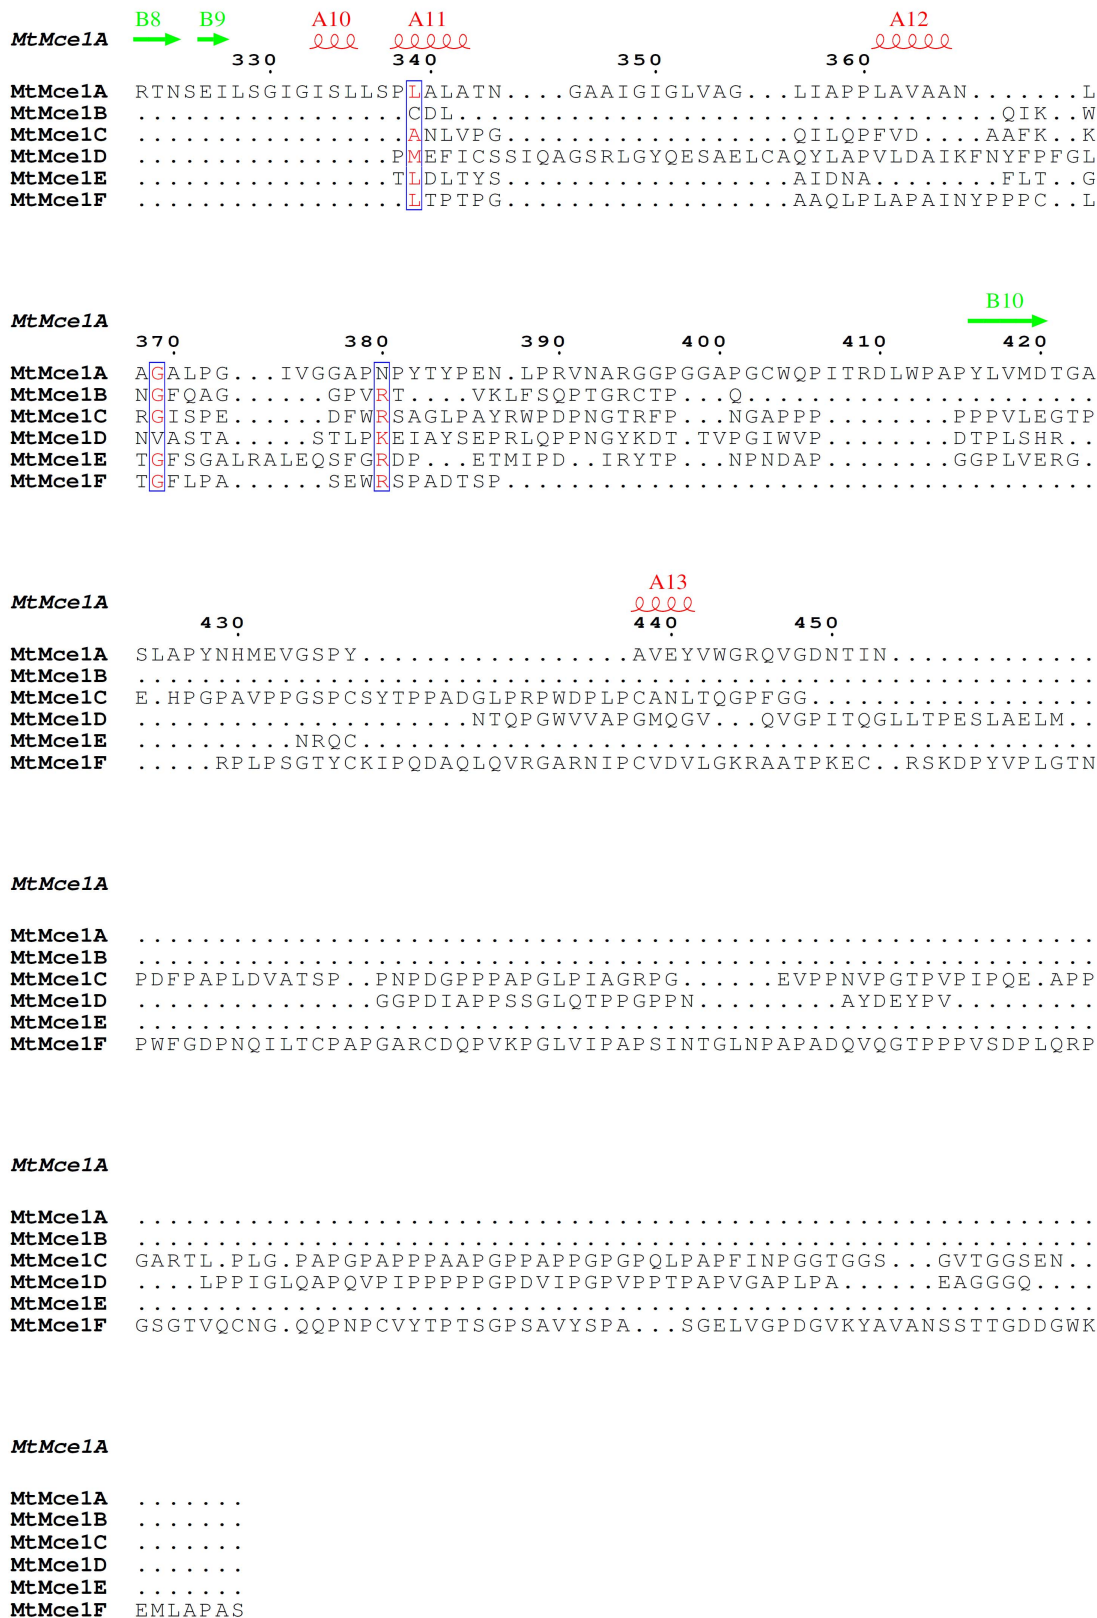 B8 B9 A10 A11 A12
MtMce1A
330 340 350 360
MtMce1A RTNSEILSGIGISLLSPLALATN....GAAIGIGLVAG...LIAPPLAVAAN.......L
MtMce1B .................CDL..................................QIK..W
MtMce1C .................ANLVPG..................QILQPFVD....AAFK..K
MtMce1D ................PMEFICSSIQAGSRLGYQESAELCAQYLAPVLDAIKFNYFPFGL
MtMce1E ................TLDLTYS..................AIDNA........FLT..G
MtMce1F .................LTPTPG..................AAQLPLAPAINYPPPC..L
B10
MtMce1A
370 380 390 400 410 420
MtMce1A AGALPG...IVGGAPNPYTYPEN.LPRVNARGGPGGAPGCWQPITRDLWPAPYLVMDTGA
MtMce1B NGFQAG......GPVRT....VKLFSQPTGRCTP...Q......................
MtMce1C RGISPE......DFWRSAGLPAYRWPDPNGTRFP...NGAPPP.......PPPVLEGTP
MtMce1D NVASTA.....STLPKEIAYSEPRLQPPNGYKDT.TVPGIWVP.......DTPLSHR..
MtMce1E TGFSGALRALEQSFGRDP...ETMIPD..IRYTP...NPNDAP.......GGPLVERG.
MtMce1F TGFLPA......SEWRSPADTSP.....................................
A13
MtMce1A
430 440 450
MtMce1A SLAPYNHMEVGSPY.................AVEYVWGRQVGDNTIN.............
MtMce1B ............................................................
MtMce1C E.HPGPAVPPGSPCSYTPPADGLPRPWDPLPCANLTQGPFGG..................
MtMce1D .....................NTQPGWVVAPGMQGV...QVGPITQGLLTPESLAELM..
MtMce1E ..........NRQC..............................................
MtMce1F .....RPLPSGTYCKIPQDAQLQVRGARNIPCVDVLGKRAATPKEC..RSKDPYVPLGTN
MtMce1A
MtMce1A ............................................................
MtMce1B ............................................................
MtMce1C PDFPAPLDVATSP..PNPDGPPPAPGLPIAGRPG......EVPPNVPGTPVPIPQE.APP
MtMce1D ...............GGPDIAPPSSGLQTPPGPPN.........AYDEYPV.........
MtMce1E ............................................................
MtMce1F PWFGDPNQILTCPAPGARCDQPVKPGLVIPAPSINTGLNPAPADQVQGTPPPVSDPLQRP
MtMce1A
MtMce1A ............................................................
MtMce1B ............................................................
MtMce1C GARTL.PLG.PAPGPAPPPAAPGPPAPPGPGPQLPAPFINPGGTGGS...GVTGGSEN..
MtMce1D ....LPPIGLQAPQVPIPPPPPGPDVIPGPVPPTPAPVGAPLPA......EAGGGQ....
MtMce1E ............................................................
MtMce1F GSGTVQCNG.QQPNPCVYTPTSGPSAVYSPA...SGELVGPDGVKYAVANSSTTGDDGWK
MtMce1A
MtMce1A .......
MtMce1B .......
MtMce1C .......
MtMce1D .......
MtMce1E .......
MtMce1F EMLAPAS